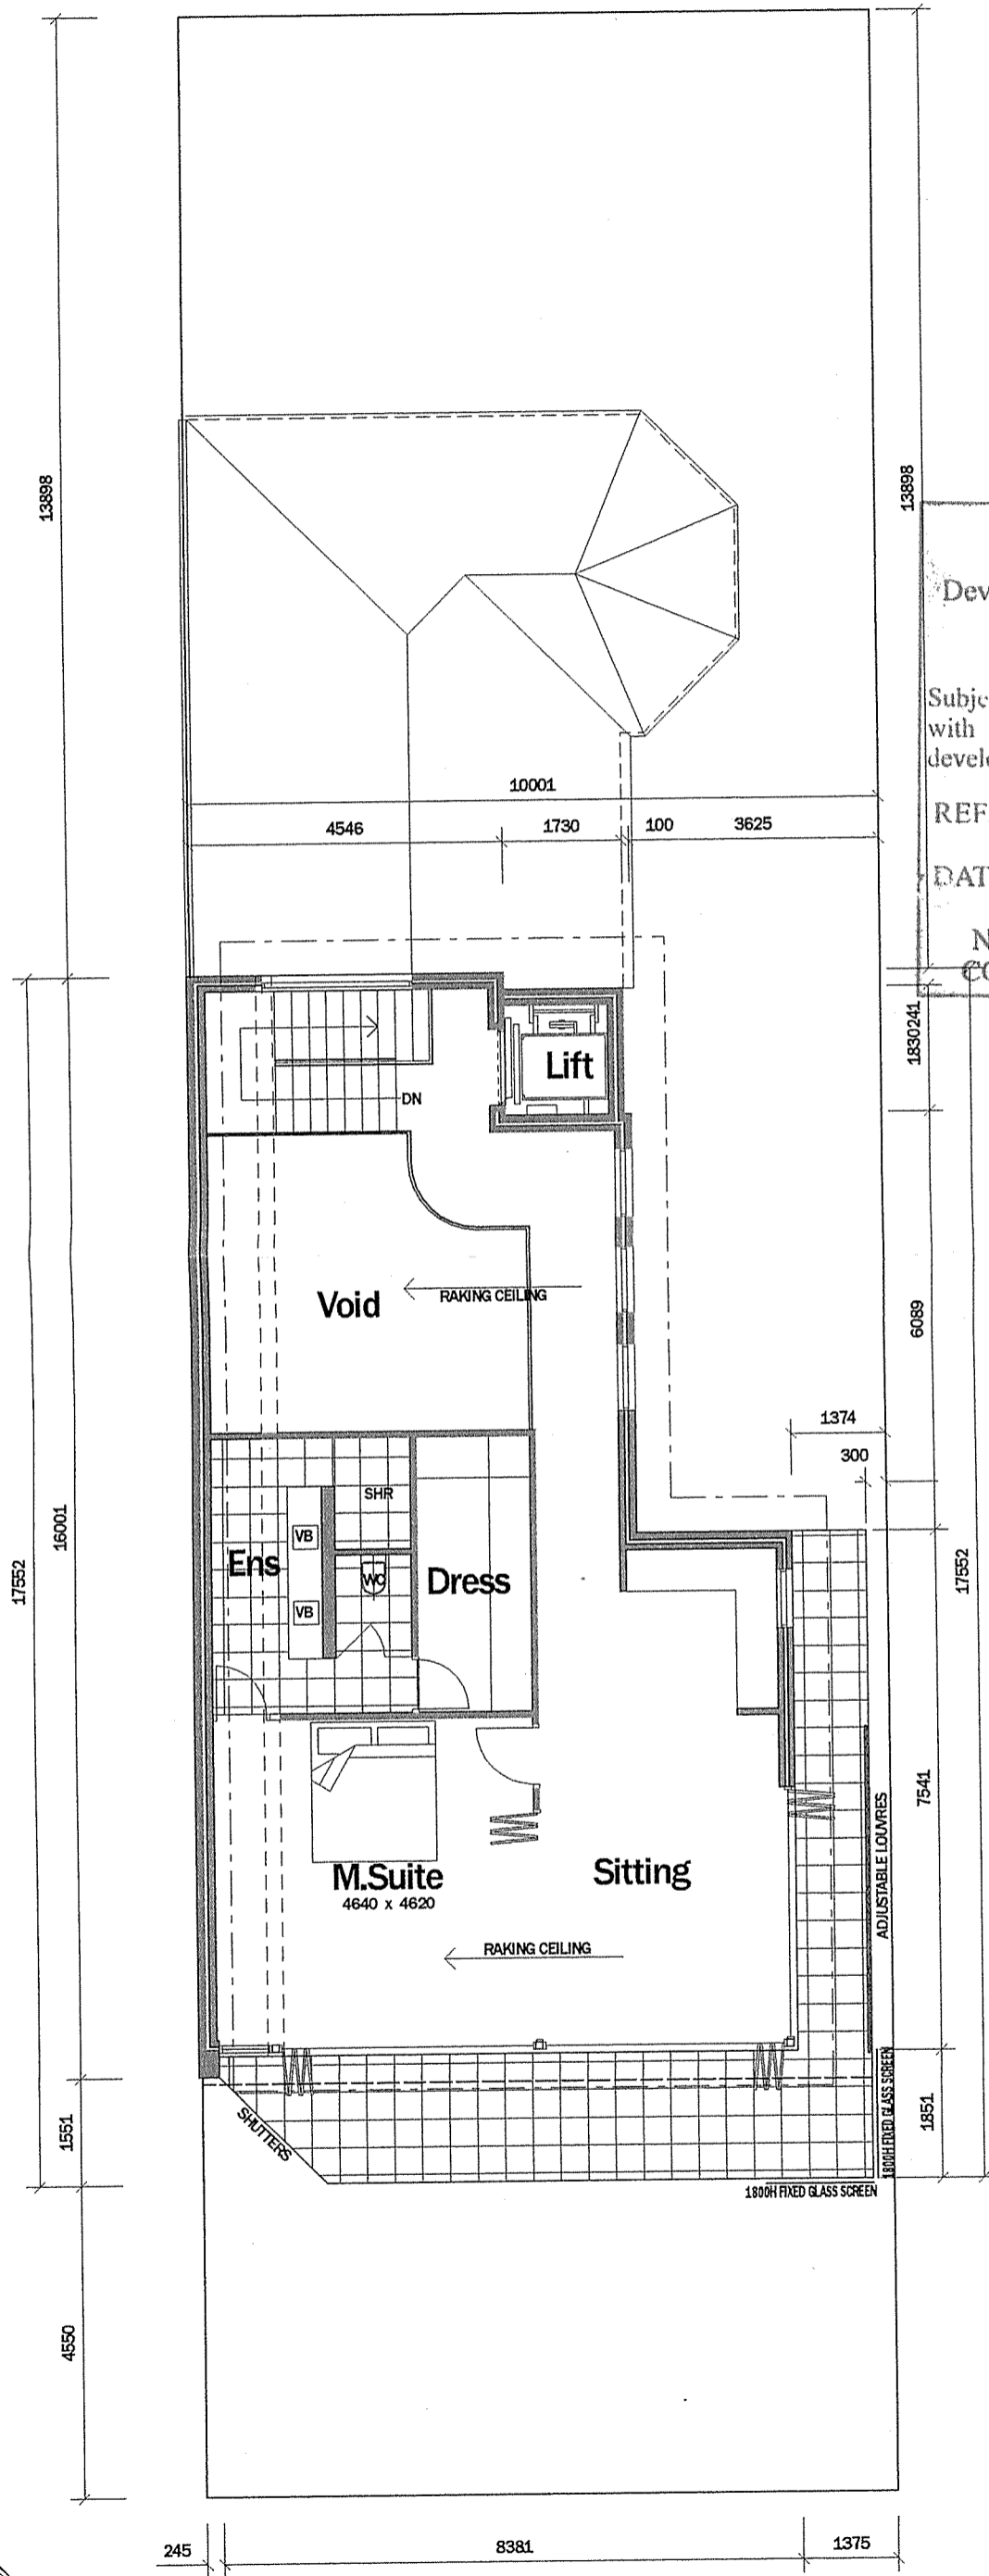 13898
13898
Dev
Subje
with
develo
REF
DAT
N
CO
10001
4546
1730
100
3625
1830241
Lift
DN
Void
RAKING CEILING
6089
1374
300
16001
17552
17552
SHR
VB
Ens
WC
Dress
VB
M.Suite
4640 x 4620
Sitting
RAKING CEILING
7541
ADJUSTABLE LOUVRES
SHUTTERS
1551
1851
1800H FIXED GLASS SCREEN
1800H FIXED GLASS SCREEN
4550
245
8381
1375